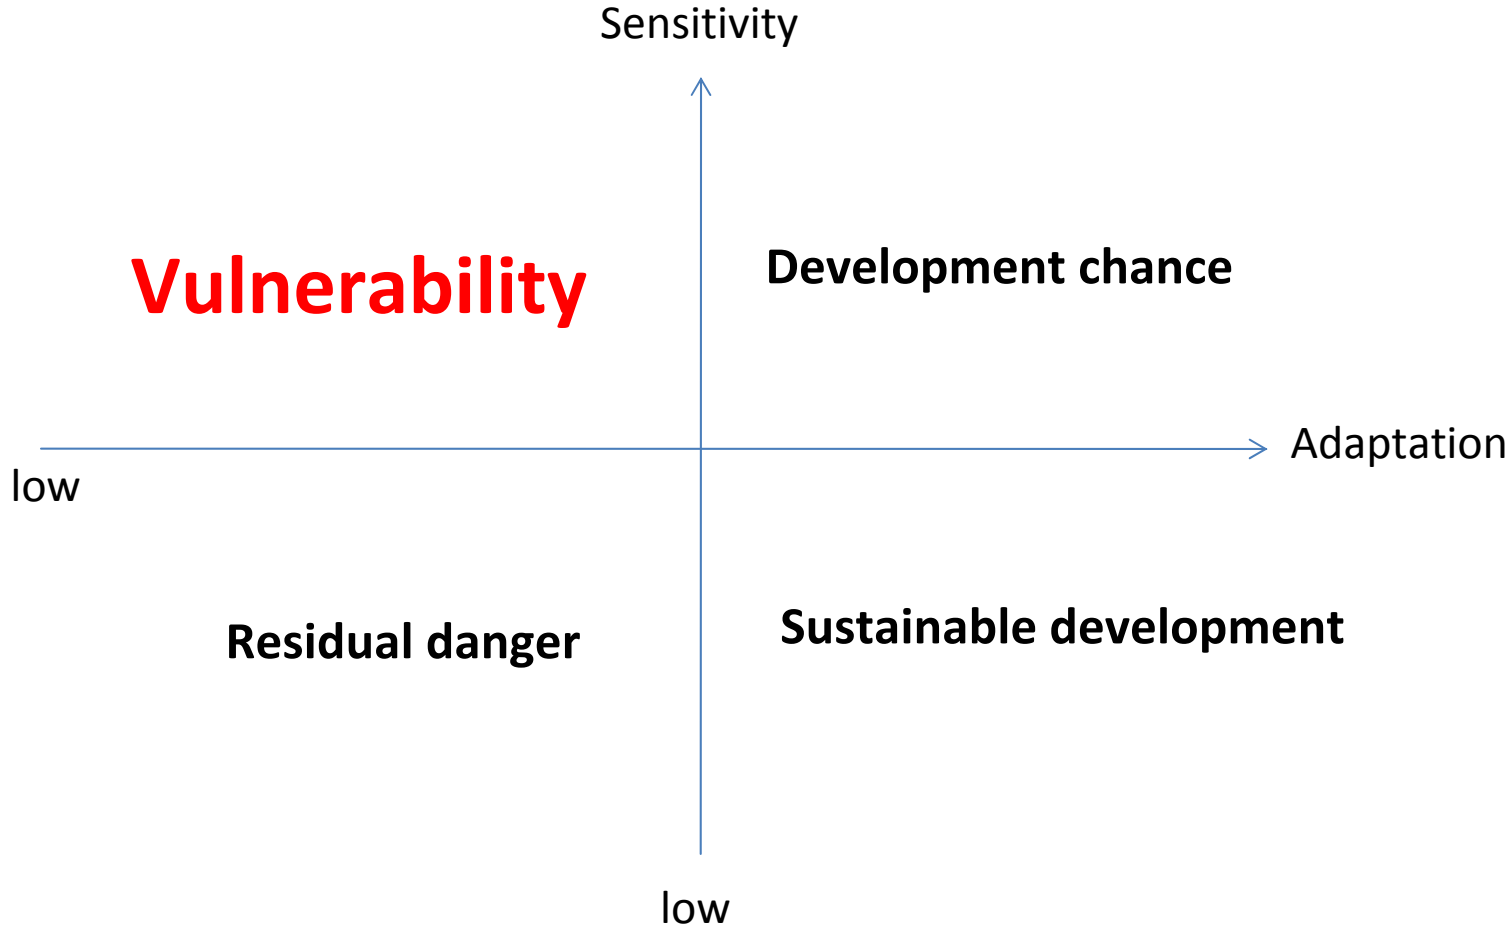 Sensitivity
Vulnerability
Development chance
Adaptation
low
Residual danger
Sustainable development
low